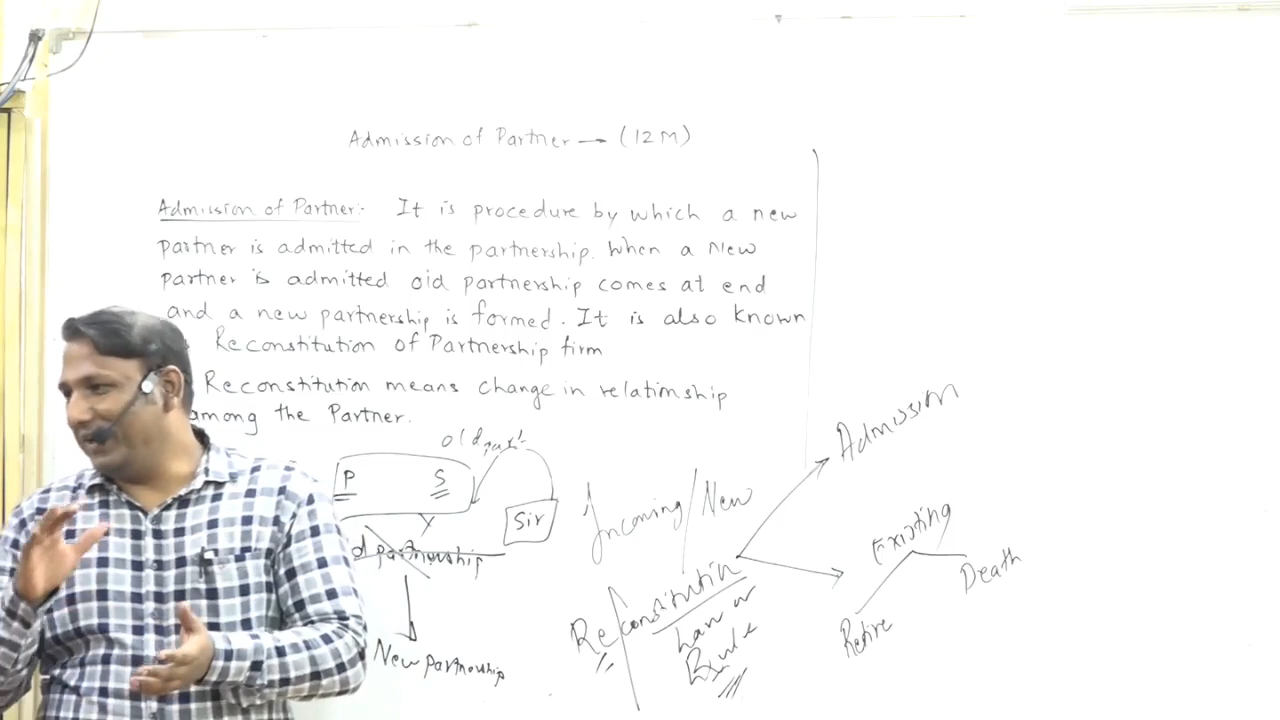 Admission of Partner → (12 M)
Admission of Partner:- It is procedure by which a new
partner is admitted in the partnership. When a New
partner is admitted old partnership comes at end
and a new partnership is formed. It is also known
Reconstitution of Partnership firm
Reconstitution means change in relationship
among the Partner.
old
P S
Sir
d partnership
New partnership
Incoming / New
Reconstitution
Law or
Rule
Admission
Existing
Retire
Death